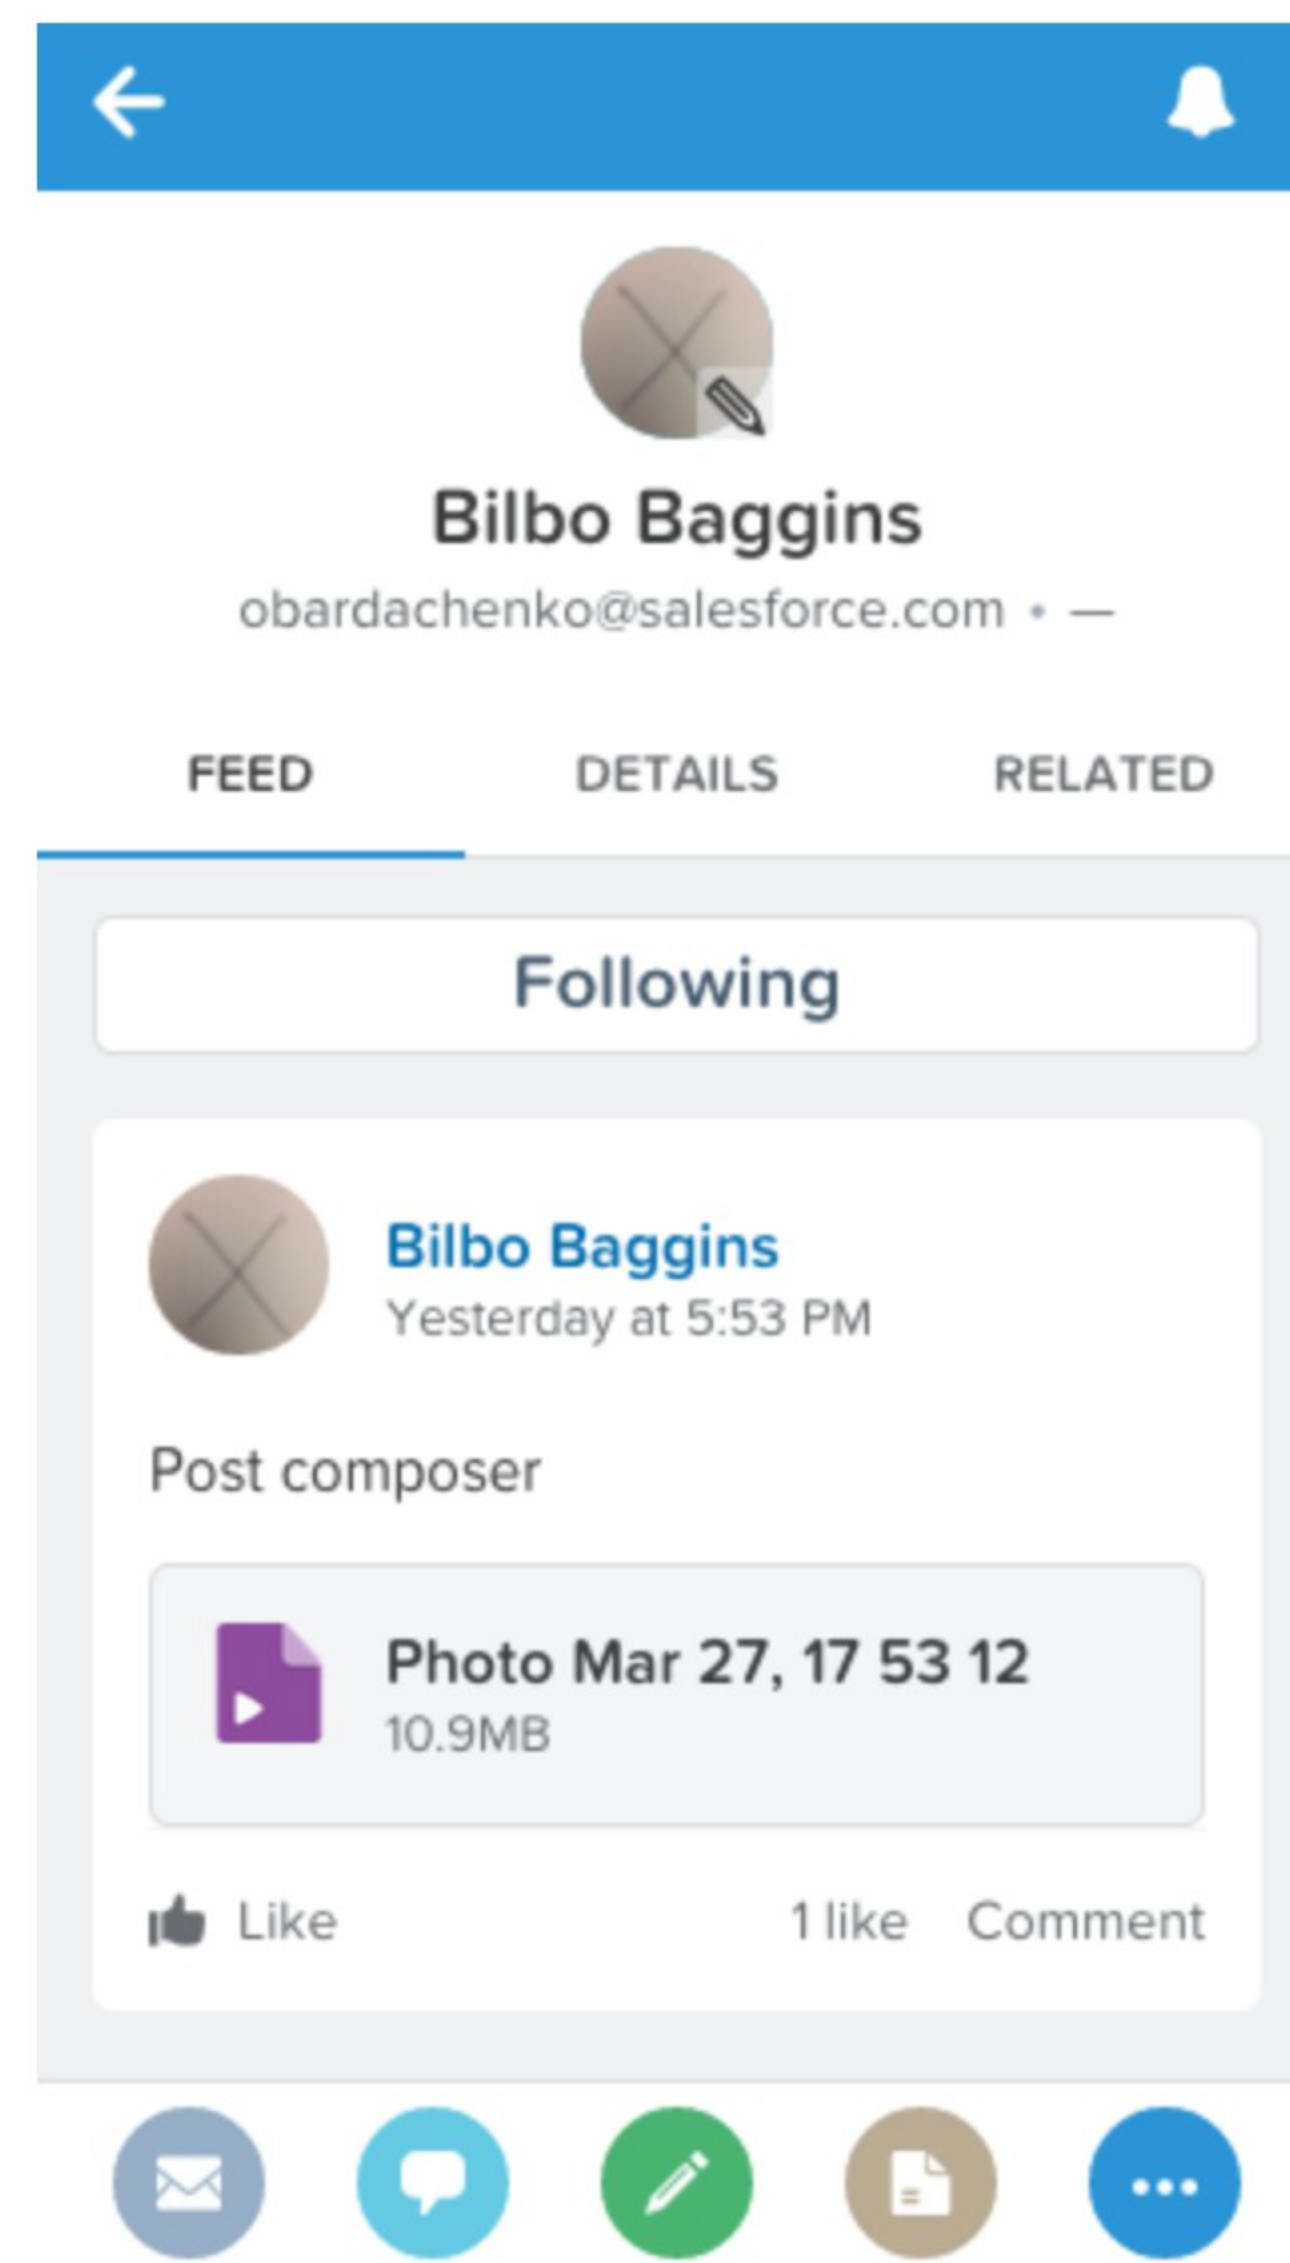 Bilbo Baggins
obardachenko@salesforce.com • —
FEED DETAILS RELATED
Following
Bilbo Baggins
Yesterday at 5:53 PM
Post composer
Photo Mar 27, 17 53 12
10.9MB
Like 1 like Comment